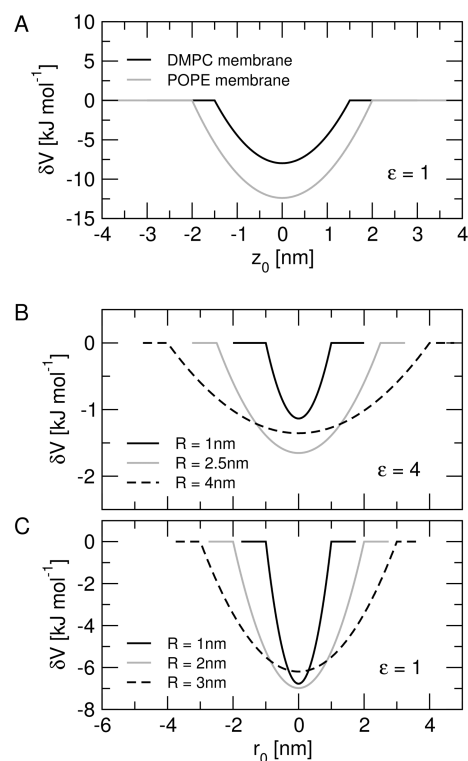 A
10
5
0
-5
-10
-15
δV [kJ mol⁻¹]
DMPC membrane
POPE membrane
ε = 1
-4 -3 -2 -1 0 1 2 3 4
z₀ [nm]
B
0
-1
-2
δV [kJ mol⁻¹]
R = 1nm
R = 2.5nm
R = 4nm
ε = 4
C
0
-2
-4
-6
-8
δV [kJ mol⁻¹]
R = 1nm
R = 2nm
R = 3nm
ε = 1
-6 -4 -2 0 2 4
r₀ [nm]